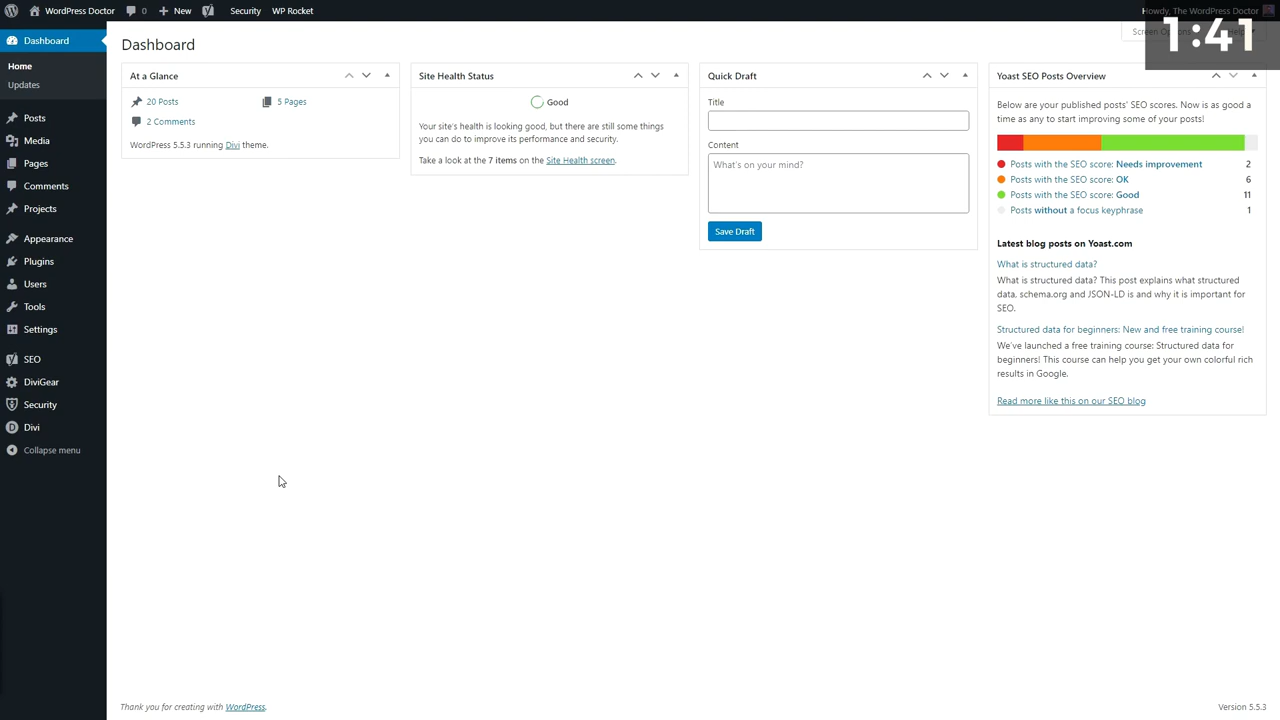 WordPress Doctor 0 New Security WP Rocket
Howdy, The WordPress Doctor
1:41
Dashboard
Home
Updates
Posts
Media
Pages
Comments
Projects
Appearance
Plugins
Users
Tools
Settings
SEO
DiviGear
Security
Divi
Collapse menu
Dashboard
Screen Op
At a Glance
20 Posts
5 Pages
2 Comments
WordPress 5.5.3 running Divi theme.
Site Health Status
Good
Your site's health is looking good, but there are still some things
you can do to improve its performance and security.
Take a look at the 7 items on the Site Health screen.
Quick Draft
Title
Content
What's on your mind?
Save Draft
Yoast SEO Posts Overview
Below are your published posts' SEO scores. Now is as good a
time as any to start improving some of your posts!
Posts with the SEO score: Needs improvement 2
Posts with the SEO score: OK 6
Posts with the SEO score: Good 11
Posts without a focus keyphrase 1
Latest blog posts on Yoast.com
What is structured data?
What is structured data? This post explains what structured
data, schema.org and JSON-LD is and why it is important for
SEO.
Structured data for beginners: New and free training course!
We've launched a free training course: Structured data for
beginners! This course can help you get your own colorful rich
results in Google.
Read more like this on our SEO blog
Thank you for creating with WordPress.
Version 5.5.3